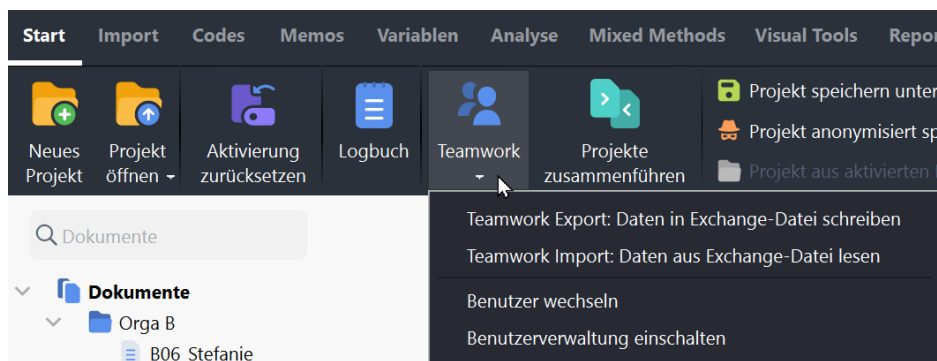 Start Import Codes Memos Variablen Analyse Mixed Methods Visual Tools
Neues Projekt
Projekt öffnen
Aktivierung zurücksetzen
Logbuch
Teamwork
Projekte zusammenführen
Projekt speichern unter
Projekt anonymisiert
Projekt aus aktivierten
Teamwork Export: Daten in Exchange-Datei schreiben
Teamwork Import: Daten aus Exchange-Datei lesen
Benutzer wechseln
Benutzerverwaltung einschalten
Dokumente
Dokumente
Orga B
B06 Stefanie